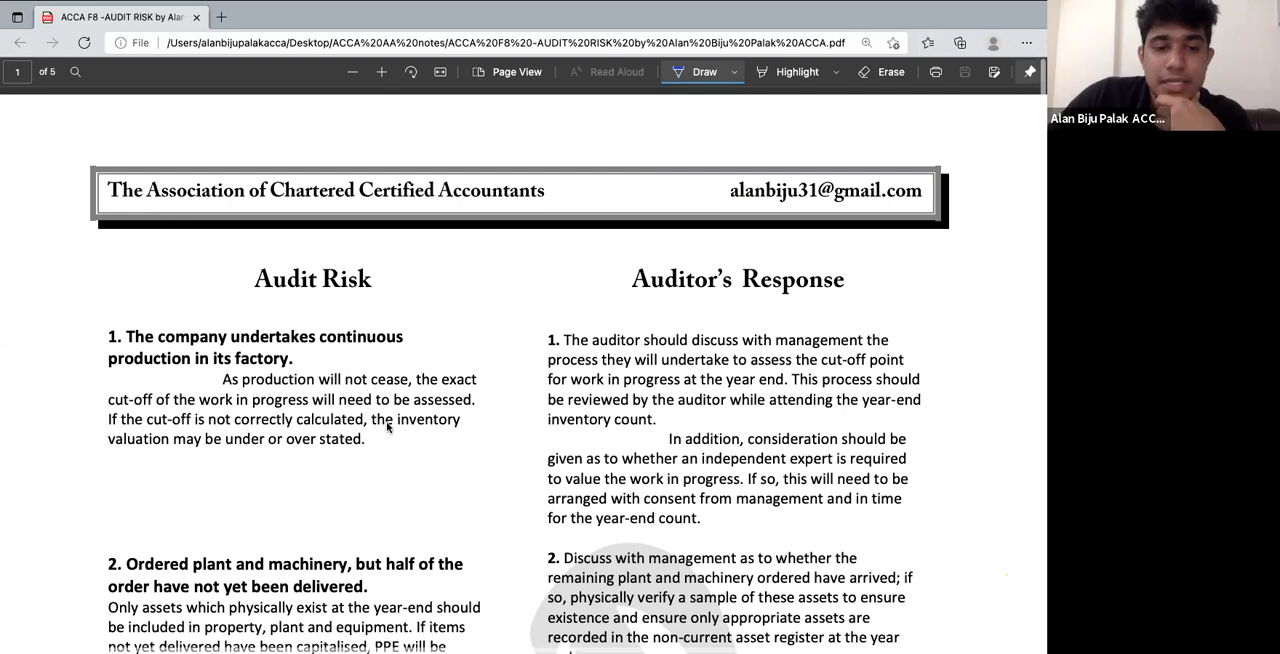 ACCA F8 -AUDIT RISK by Alan
File
/Users/alanbijupalakacca/Desktop/ACCA%20AA%20notes/ACCA%20F8%20-AUDIT%20RISK%20by%20Alan%20Biju%20Palak%20ACCA.pdf
1 of 5
Page View
Read Aloud
Draw
Highlight
Erase
Alan Biju Palak ACC...
The Association of Chartered Certified Accountants
alanbiju31@gmail.com
Audit Risk
1. The company undertakes continuous
production in its factory.
As production will not cease, the exact
cut-off of the work in progress will need to be assessed.
If the cut-off is not correctly calculated, the inventory
valuation may be under or over stated.
2. Ordered plant and machinery, but half of the
order have not yet been delivered.
Only assets which physically exist at the year-end should
be included in property, plant and equipment. If items
not yet delivered have been capitalised, PPE will be
Auditor's Response
1. The auditor should discuss with management the
process they will undertake to assess the cut-off point
for work in progress at the year end. This process should
be reviewed by the auditor while attending the year-end
inventory count.
In addition, consideration should be
given as to whether an independent expert is required
to value the work in progress. If so, this will need to be
arranged with consent from management and in time
for the year-end count.
2. Discuss with management as to whether the
remaining plant and machinery ordered have arrived; if
so, physically verify a sample of these assets to ensure
existence and ensure only appropriate assets are
recorded in the non-current asset register at the year